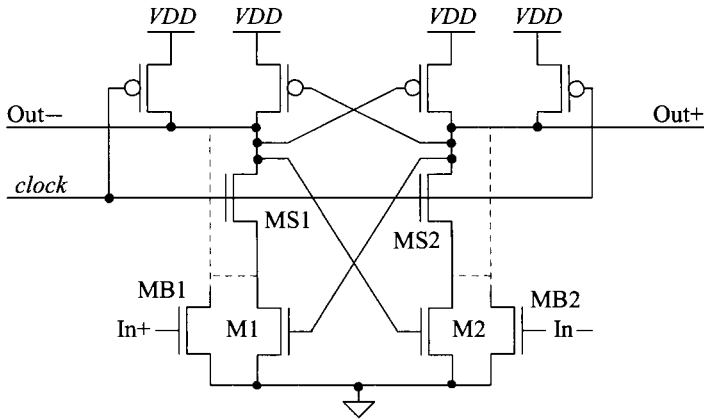 VDD VDD VDD VDD
Out− Out+
clock
MS1 MS2
MB1 MB2
In+ M1 M2 In−